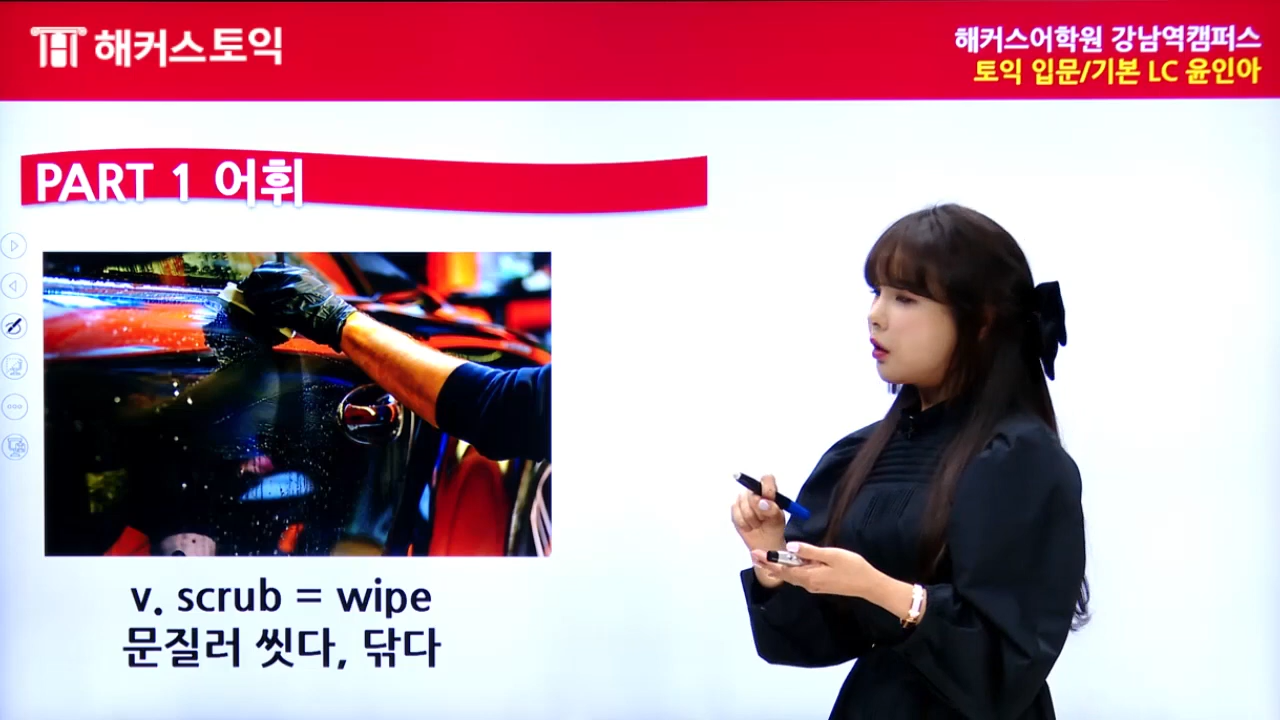 해커스토익
해커스어학원 강남역캠퍼스
토익 입문/기본 LC 윤인아
PART 1 어휘
v. scrub = wipe
문질러 씻다, 닦다